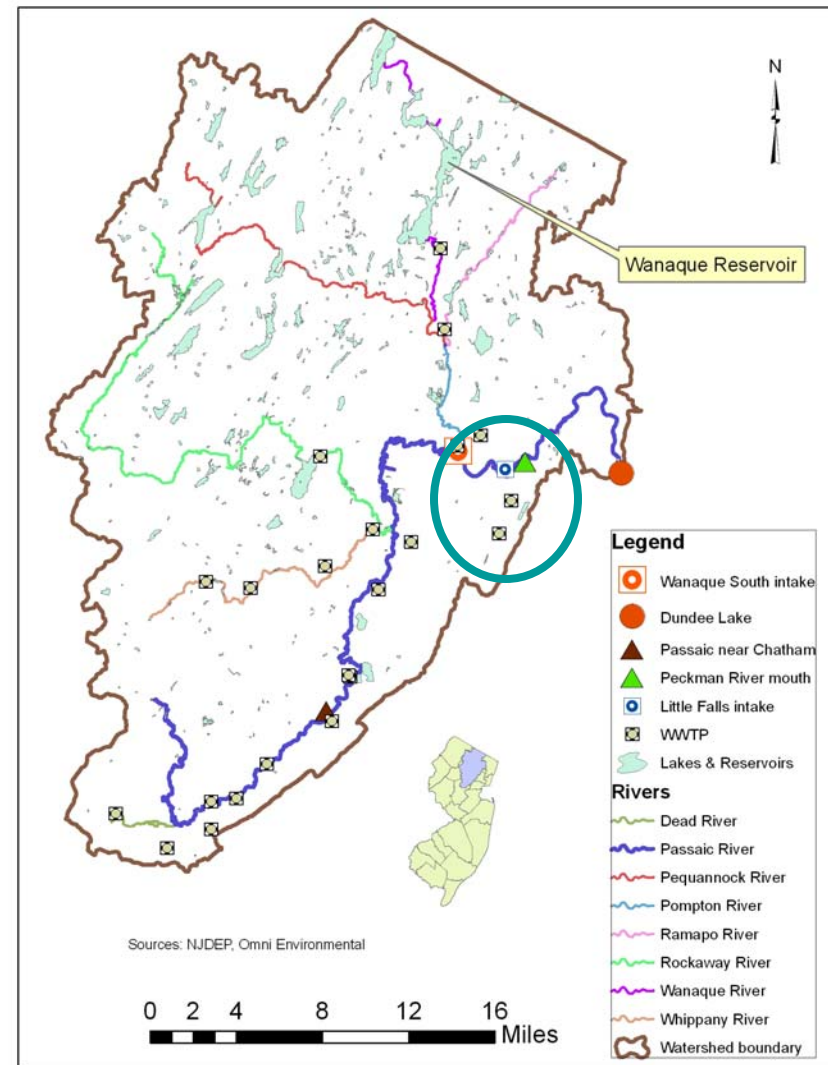 N
Wanaque Reservoir
Legend
Wanaque South intake
Dundee Lake
Passaic near Chatham
Peckman River mouth
Little Falls intake
WWTP
Lakes & Reservoirs
Rivers
Dead River
Passaic River
Pequannock River
Pompton River
Ramapo River
Rockaway River
Wanaque River
Whippany River
Watershed boundary
Sources: NJDEP, Omni Environmental
0 2 4 8 12 16
Miles